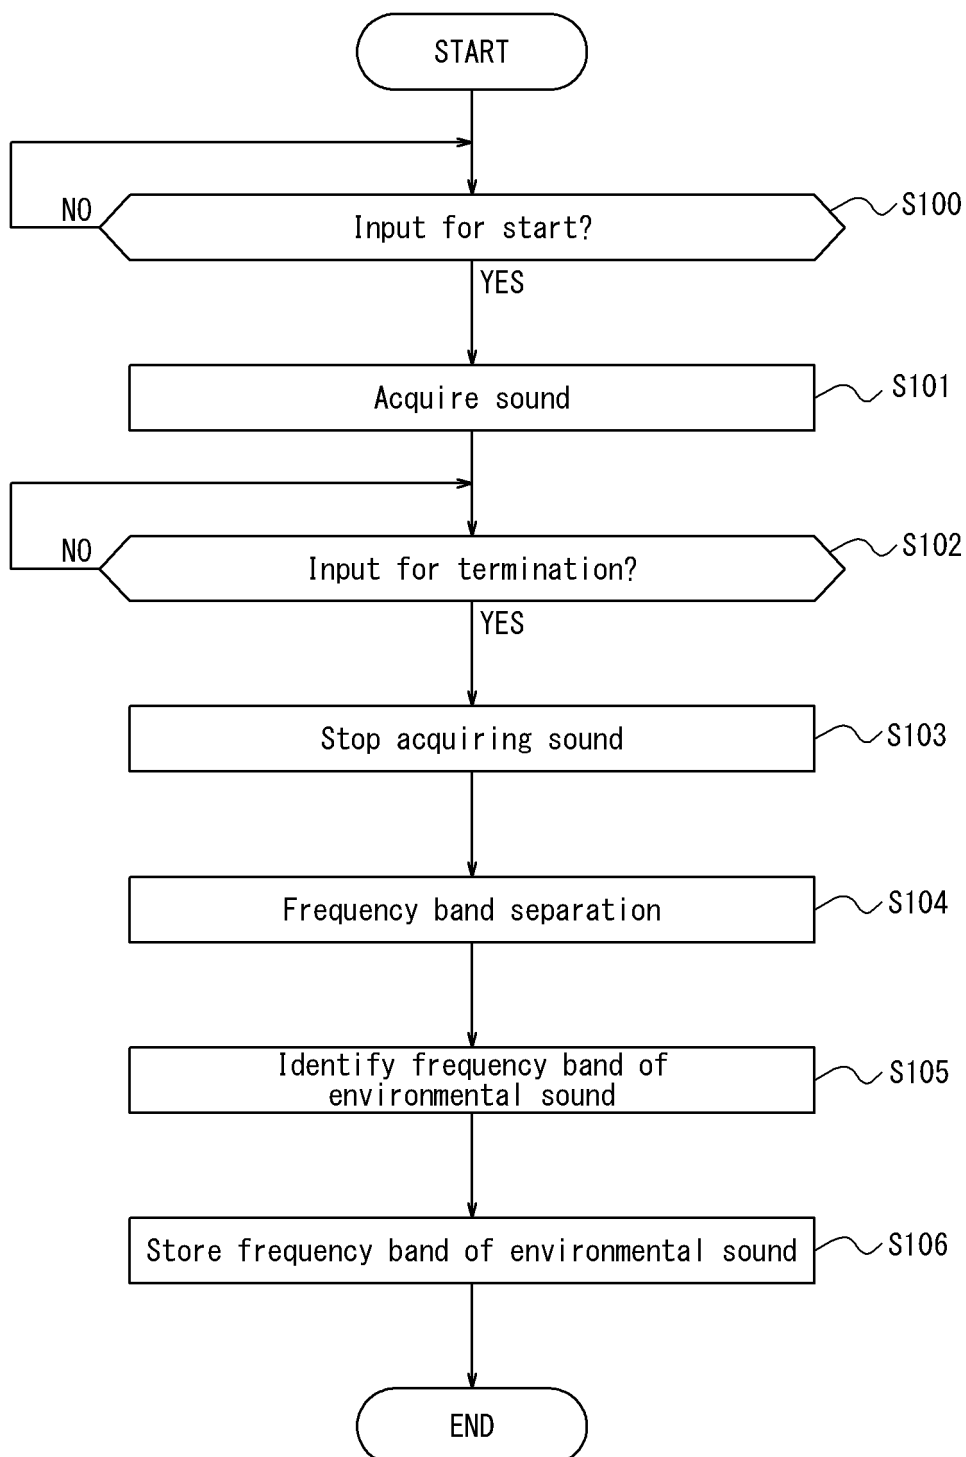 START
NO
Input for start?
S100
YES
Acquire sound
S101
NO
Input for termination?
S102
YES
Stop acquiring sound
S103
Frequency band separation
S104
Identify frequency band of
environmental sound
S105
Store frequency band of environmental sound
S106
END